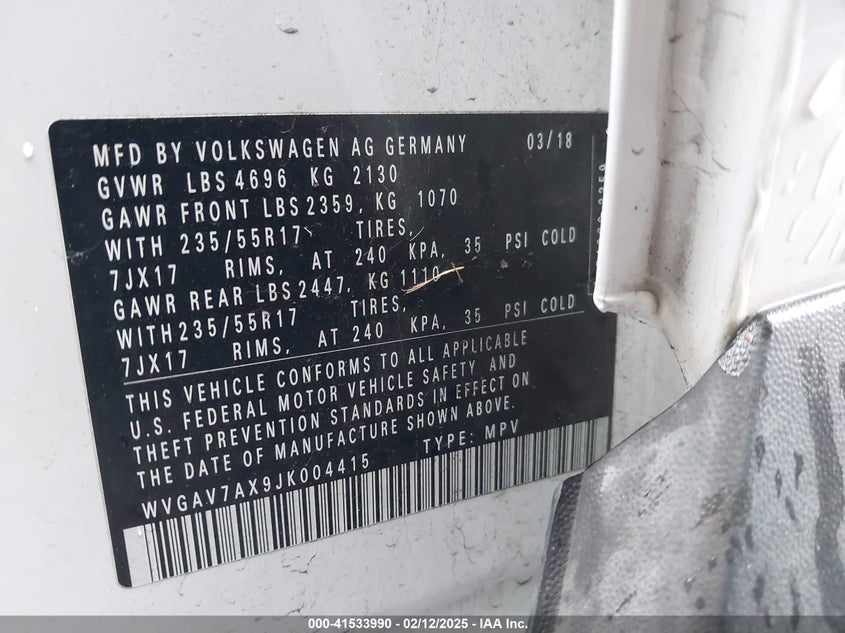 MFD BY VOLKSWAGEN AG GERMANY 03/18
GVWR LBS 4696 KG 2130
GAWR FRONT LBS 2359, KG 1070
WITH 235/55R17 TIRES,
7JX17 RIMS, AT 240 KPA, 35 PSI COLD
GAWR REAR LBS 2447, KG 1110
WITH 235/55R17 TIRES,
7JX17 RIMS, AT 240 KPA, 35 PSI COLD
THIS VEHICLE CONFORMS TO ALL APPLICABLE
U.S. FEDERAL MOTOR VEHICLE SAFETY AND
THEFT PREVENTION STANDARDS IN EFFECT ON
THE DATE OF MANUFACTURE SHOWN ABOVE.
WVGAV7AX9JK004415 TYPE: MPV
000-41533990 - 02/12/2025 - IAA Inc.